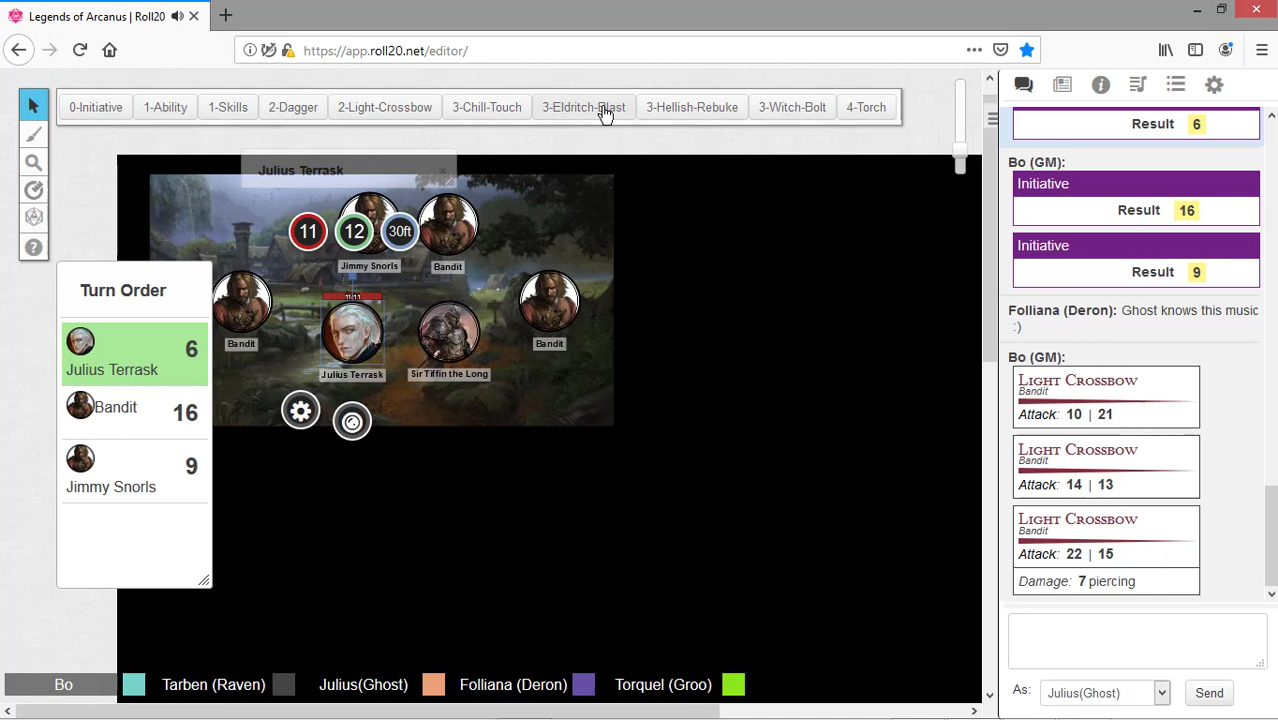 Legends of Arcanus | Roll20
https://app.roll20.net/editor/
0-Initiative
1-Ability
1-Skills
2-Dagger
2-Light-Crossbow
3-Chill-Touch
3-Eldritch-Blast
3-Hellish-Rebuke
3-Witch-Bolt
4-Torch
Julius Terrask
11
12
30ft
Jimmy Snorls
Bandit
11/11
Bandit
Julius Terrask
Sir Tiffin the Long
Bandit
Turn Order
6
Julius Terrask
Bandit
16
9
Jimmy Snorls
Result 6
Bo (GM):
Initiative
Result 16
Initiative
Result 9
Folliana (Deron): Ghost knows this music
:)
Bo (GM):
Light Crossbow
Bandit
Attack: 10 | 21
Light Crossbow
Bandit
Attack: 14 | 13
Light Crossbow
Bandit
Attack: 22 | 15
Damage: 7 piercing
As: Julius(Ghost)
Send
Bo
Tarben (Raven)
Julius(Ghost)
Folliana (Deron)
Torquel (Groo)